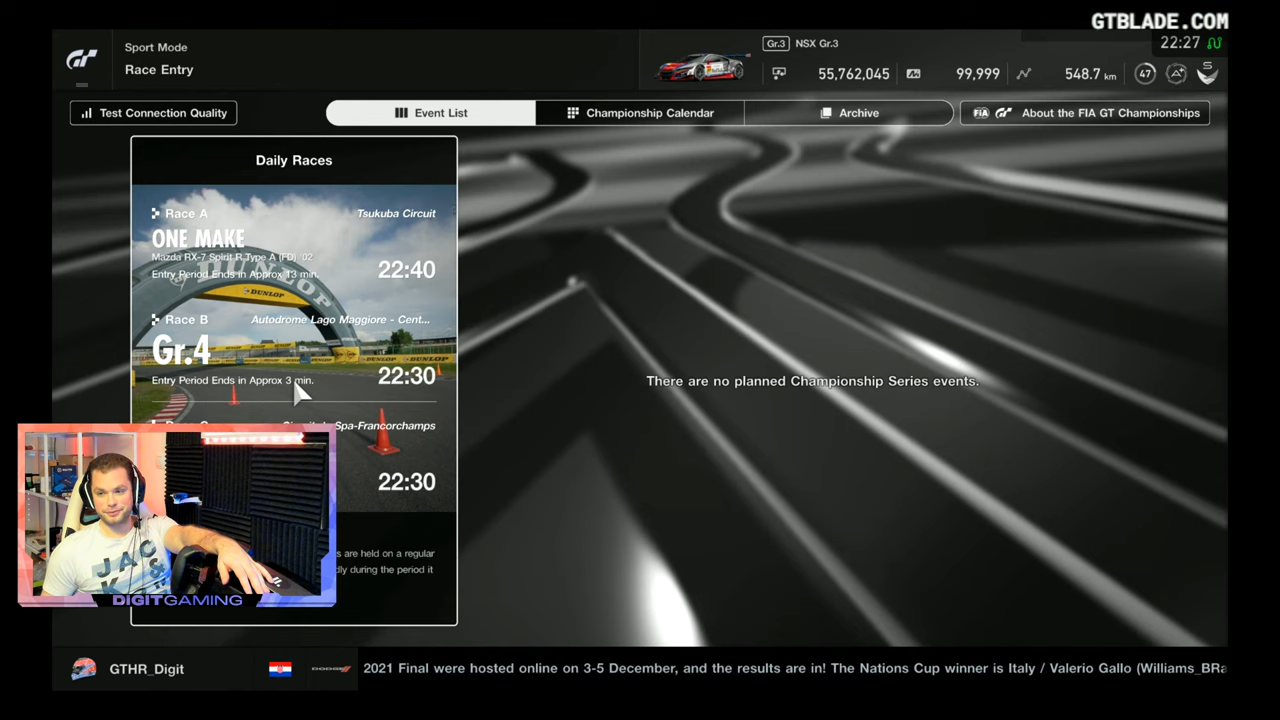 GTBLADE.COM
22:27
Sport Mode
Race Entry
Gr.3 NSX Gr.3
55,762,045 99,999 548.7 km 47 A+ S
Test Connection Quality
Event List
Championship Calendar
Archive
FIA About the FIA GT Championships
Daily Races
Race A Tsukuba Circuit
ONE MAKE
Mazda RX-7 Spirit R Type A (FD) '02
Entry Period Ends in Approx 13 min. 22:40
DUNLOP
DUNLOP
Race B Autodrome Lago Maggiore - Cent...
Gr.4
Entry Period Ends in Approx 3 min. 22:30
There are no planned Championship Series events.
Spa-Francorchamps
22:30
are held on a regular
during the period it
JAC
K &
DIGITGAMING
GTHR_Digit
DODGE
2021 Final were hosted online on 3-5 December, and the results are in! The Nations Cup winner is Italy / Valerio Gallo (Williams_BRa